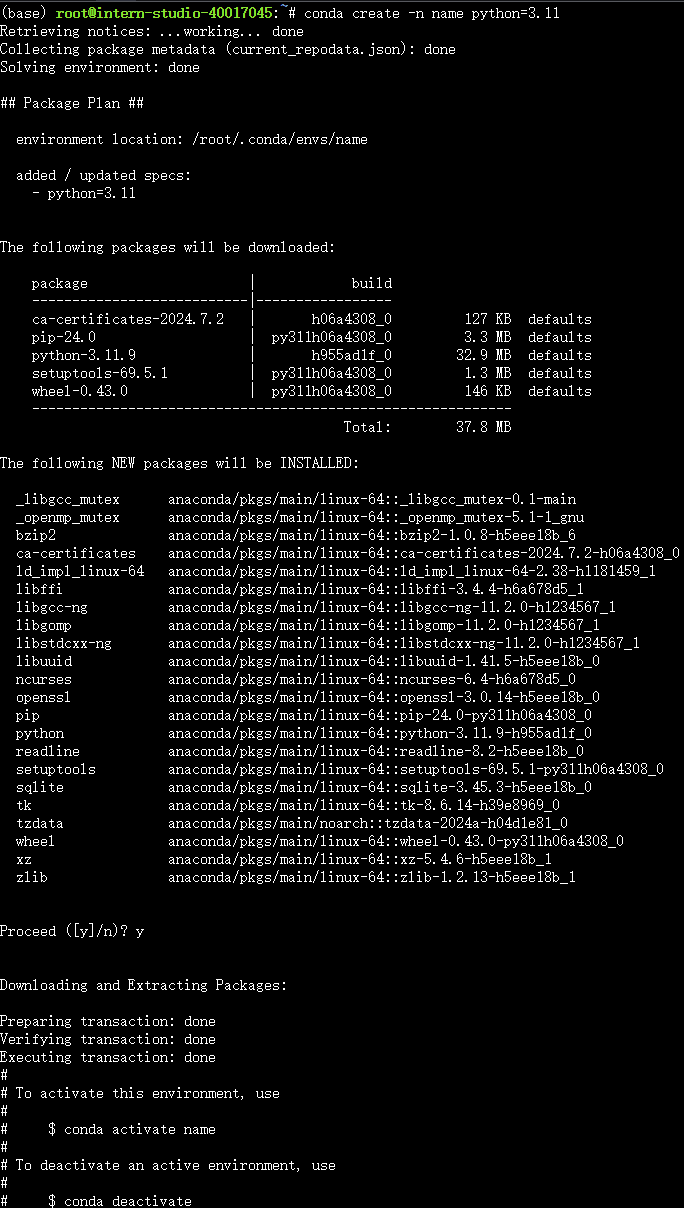 (base) root@intern-studio-40017045:~# conda create -n name python=3.11
Retrieving notices: ...working... done
Collecting package metadata (current_repodata.json): done
Solving environment: done
## Package Plan ##
environment location: /root/.conda/envs/name
added / updated specs:
- python=3.11
The following packages will be downloaded:
package | build
---------------------------|-----------------
ca-certificates-2024.7.2 | h06a4308_0 127 KB defaults
pip-24.0 | py311h06a4308_0 3.3 MB defaults
python-3.11.9 | h955ad1f_0 32.9 MB defaults
setuptools-69.5.1 | py311h06a4308_0 1.3 MB defaults
wheel-0.43.0 | py311h06a4308_0 146 KB defaults
------------------------------------------------------------
Total: 37.8 MB
The following NEW packages will be INSTALLED:
_libgcc_mutex anaconda/pkgs/main/linux-64::_libgcc_mutex-0.1-main
_openmp_mutex anaconda/pkgs/main/linux-64::_openmp_mutex-5.1-1_gnu
bzip2 anaconda/pkgs/main/linux-64::bzip2-1.0.8-h5eee18b_6
ca-certificates anaconda/pkgs/main/linux-64::ca-certificates-2024.7.2-h06a4308_0
ld_impl_linux-64 anaconda/pkgs/main/linux-64::ld_impl_linux-64-2.38-h1181459_1
libffi anaconda/pkgs/main/linux-64::libffi-3.4.4-h6a678d5_1
libgcc-ng anaconda/pkgs/main/linux-64::libgcc-ng-11.2.0-h1234567_1
libgomp anaconda/pkgs/main/linux-64::libgomp-11.2.0-h1234567_1
libstdcxx-ng anaconda/pkgs/main/linux-64::libstdcxx-ng-11.2.0-h1234567_1
libuuid anaconda/pkgs/main/linux-64::libuuid-1.41.5-h5eee18b_0
ncurses anaconda/pkgs/main/linux-64::ncurses-6.4-h6a678d5_0
openssl anaconda/pkgs/main/linux-64::openssl-3.0.14-h5eee18b_0
pip anaconda/pkgs/main/linux-64::pip-24.0-py311h06a4308_0
python anaconda/pkgs/main/linux-64::python-3.11.9-h955ad1f_0
readline anaconda/pkgs/main/linux-64::readline-8.2-h5eee18b_0
setuptools anaconda/pkgs/main/linux-64::setuptools-69.5.1-py311h06a4308_0
sqlite anaconda/pkgs/main/linux-64::sqlite-3.45.3-h5eee18b_0
tk anaconda/pkgs/main/linux-64::tk-8.6.14-h39e8969_0
tzdata anaconda/pkgs/main/noarch::tzdata-2024a-h04d1e81_0
wheel anaconda/pkgs/main/linux-64::wheel-0.43.0-py311h06a4308_0
xz anaconda/pkgs/main/linux-64::xz-5.4.6-h5eee18b_1
zlib anaconda/pkgs/main/linux-64::zlib-1.2.13-h5eee18b_1
Proceed ([y]/n)? y
Downloading and Extracting Packages:
Preparing transaction: done
Verifying transaction: done
Executing transaction: done
#
# To activate this environment, use
#
# $ conda activate name
#
# To deactivate an active environment, use
#
# $ conda deactivate